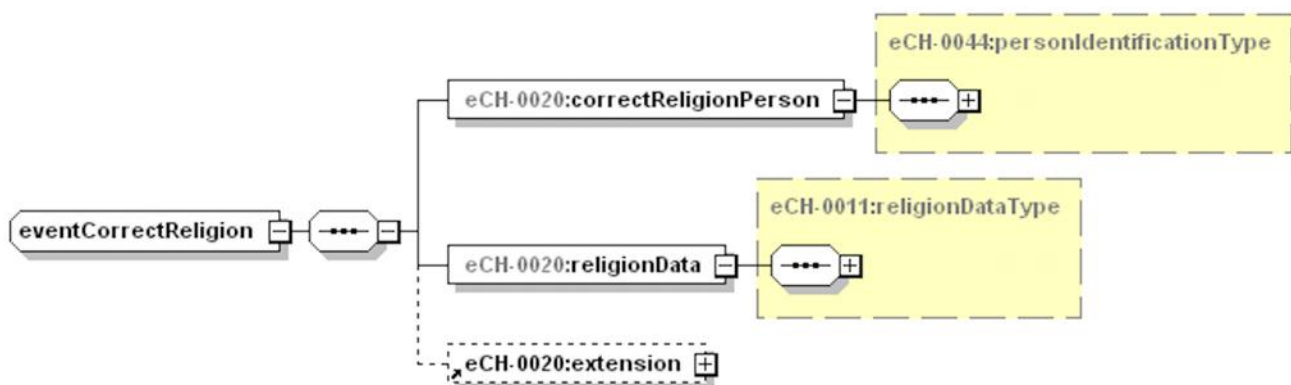 eCH-0044:personIdentificationType
eCH-0020:correctReligionPerson
eCH-0011:religionDataType
eventCorrectReligion
eCH-0020:religionData
eCH-0020:extension